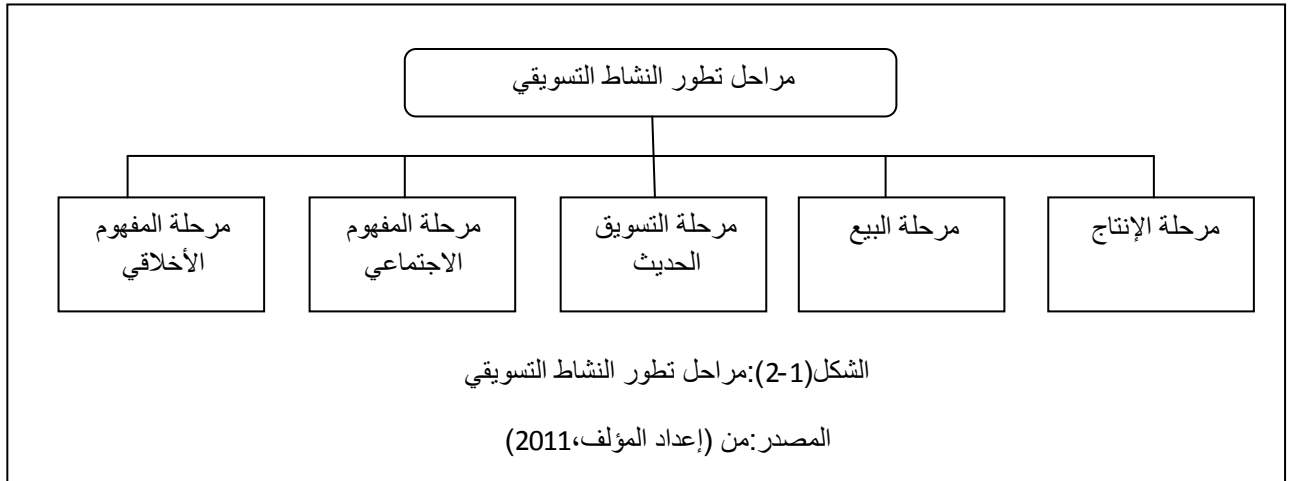 مراحل تطور النشاط التسويقي
مرحلة الإنتاج
مرحلة البيع
مرحلة التسويق
الحديث
مرحلة المفهوم
الاجتماعي
مرحلة المفهوم
الأخلاقي
الشكل(1-2):مراحل تطور النشاط التسويقي
المصدر:من (إعداد المؤلف،2011)